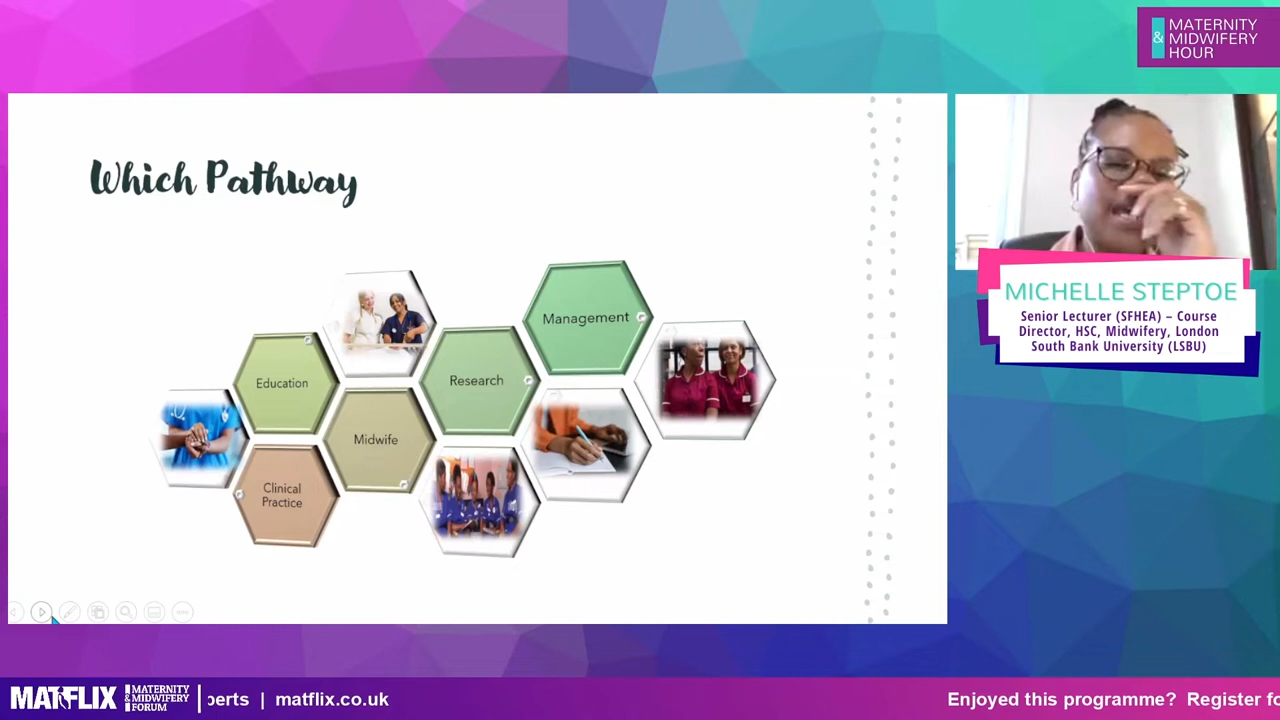 &
MATERNITY
MIDWIFERY
HOUR
Which Pathway
Management
Research
Education
Midwife
Clinical
Practice
MICHELLE STEPTOE
Senior Lecturer (SFHEA) – Course
Director, HSC, Midwifery, London
South Bank University (LSBU)
MATFLIX
MATERNITY
&MIDWIFERY
FORUM
perts | matflix.co.uk
Enjoyed this programme? Register fo